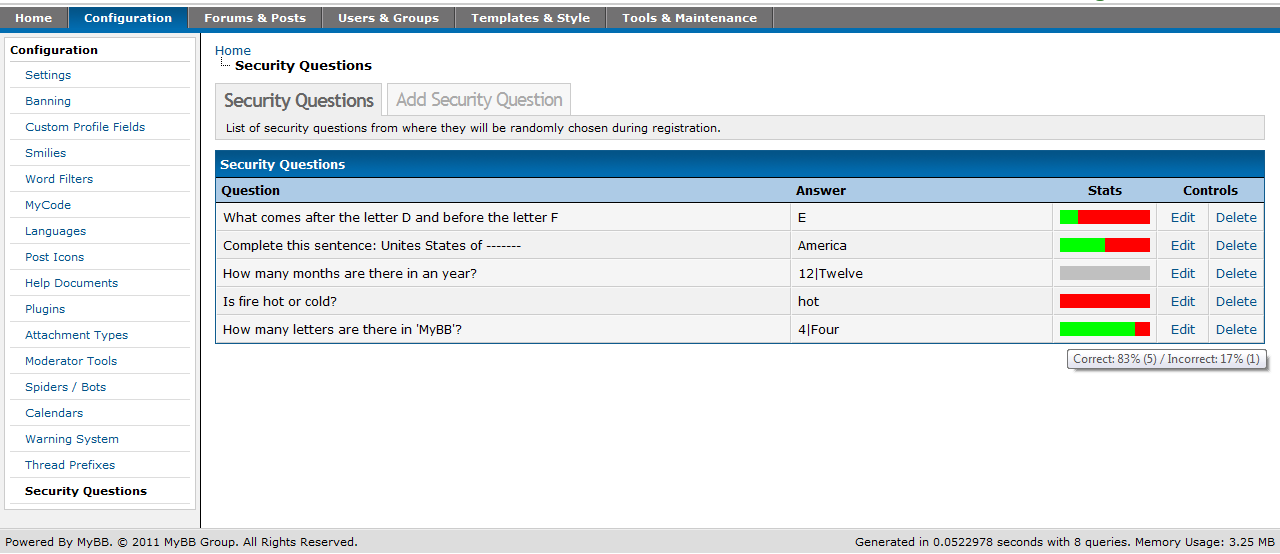 Home Configuration Forums & Posts Users & Groups Templates & Style Tools & Maintenance
Configuration
Settings
Banning
Custom Profile Fields
Smilies
Word Filters
MyCode
Languages
Post Icons
Help Documents
Plugins
Attachment Types
Moderator Tools
Spiders / Bots
Calendars
Warning System
Thread Prefixes
Security Questions
Home
Security Questions
Security Questions Add Security Question
List of security questions from where they will be randomly chosen during registration.
Security Questions
Question Answer Stats Controls
What comes after the letter D and before the letter F E Edit Delete
Complete this sentence: Unites States of ------- America Edit Delete
How many months are there in an year? 12|Twelve Edit Delete
Is fire hot or cold? hot Edit Delete
How many letters are there in 'MyBB'? 4|Four Edit Delete
Correct: 83% (5) / Incorrect: 17% (1)
Powered By MyBB. © 2011 MyBB Group. All Rights Reserved. Generated in 0.0522978 seconds with 8 queries. Memory Usage: 3.25 MB